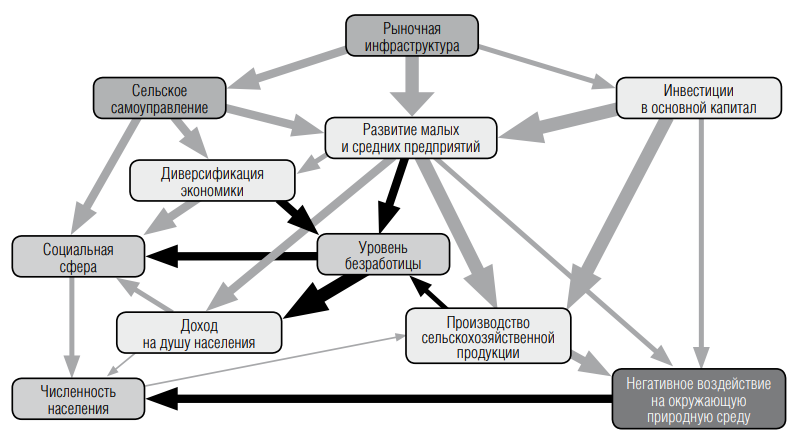 Рыночная
инфраструктура
Сельское
самоуправление
Инвестиции
в основной капитал
Развитие малых
и средних предприятий
Диверсификация
экономики
Социальная
сфера
Уровень
безработицы
Доход
на душу населения
Производство
сельскохозяйственной
продукции
Численность
населения
Негативное воздействие
на окружающую
природную среду